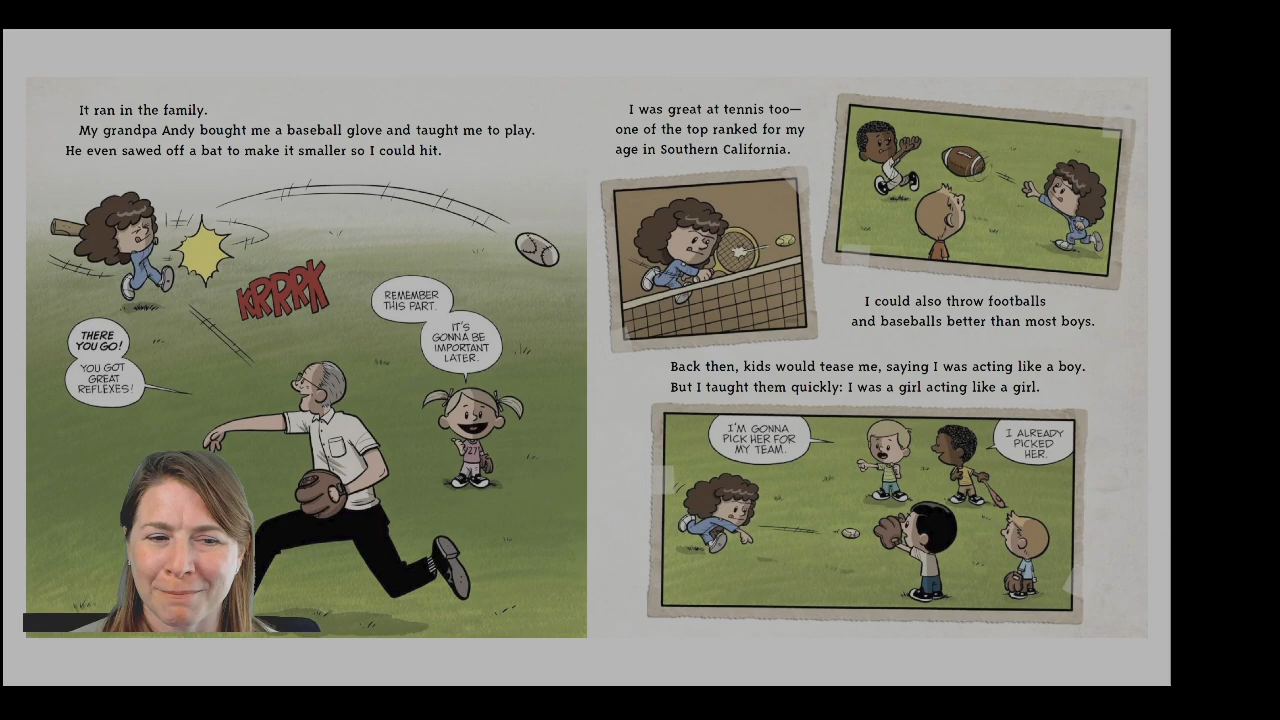 It ran in the family.
My grandpa Andy bought me a baseball glove and taught me to play.
He even sawed off a bat to make it smaller so I could hit.
KRRRK
REMEMBER
THIS PART.
IT'S
GONNA BE
IMPORTANT
LATER.
THERE
YOU GO!
YOU GOT
GREAT
REFLEXES!
27
I was great at tennis too—
one of the top ranked for my
age in Southern California.
I could also throw footballs
and baseballs better than most boys.
Back then, kids would tease me, saying I was acting like a boy.
But I taught them quickly: I was a girl acting like a girl.
I'M GONNA
PICK HER FOR
MY TEAM.
I ALREADY
PICKED
HER.